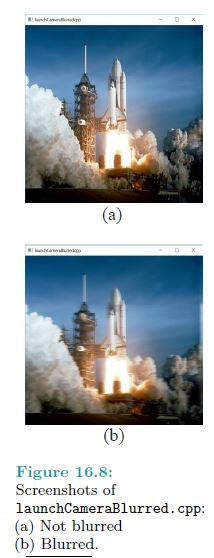 launchCameraBlurred.cpp
(a)
launchCameraBlurred.cpp
(b)
Figure 16.8:
Screenshots of
launchCameraBlurred.cpp:
(a) Not blurred
(b) Blurred.